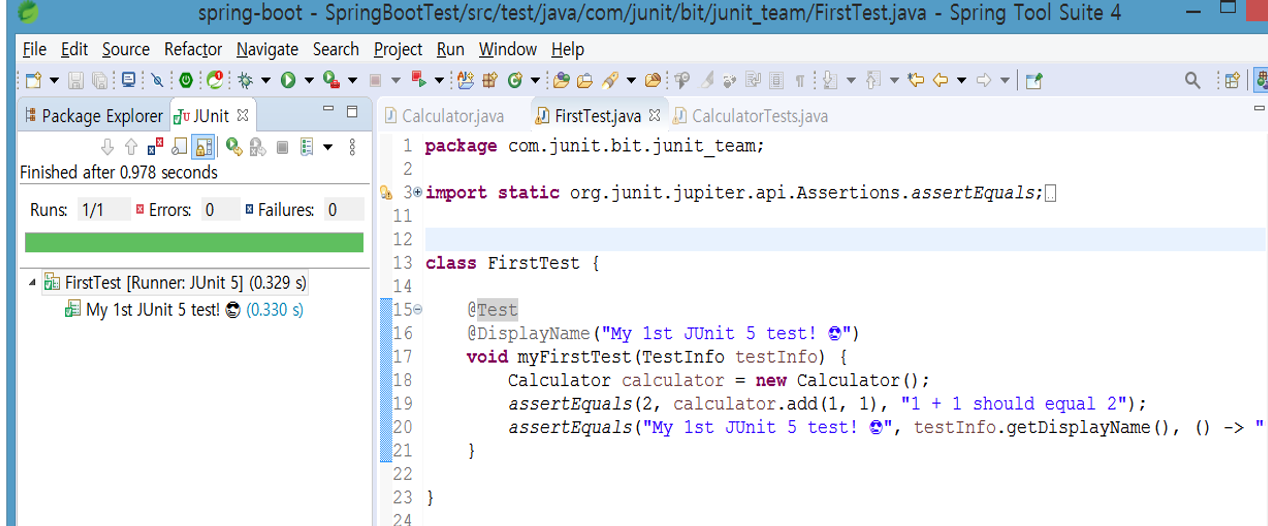 spring-boot - SpringBootTest/src/test/java/com/junit/bit/junit_team/FirstTest.java - Spring Tool Suite 4
File Edit Source Refactor Navigate Search Project Run Window Help
Package Explorer JUnit
Finished after 0.978 seconds
Runs: 1/1 Errors: 0 Failures: 0
FirstTest [Runner: JUnit 5] (0.329 s)
My 1st JUnit 5 test! 😎 (0.330 s)
Calculator.java FirstTest.java CalculatorTests.java
1 package com.junit.bit.junit_team;
2
3 import static org.junit.jupiter.api.Assertions.assertEquals;
11
12
13 class FirstTest {
14
15 @Test
16 @DisplayName("My 1st JUnit 5 test! 😎")
17 void myFirstTest(TestInfo testInfo) {
18 Calculator calculator = new Calculator();
19 assertEquals(2, calculator.add(1, 1), "1 + 1 should equal 2");
20 assertEquals("My 1st JUnit 5 test! 😎", testInfo.getDisplayName(), () -> "
21 }
22
23 }
24